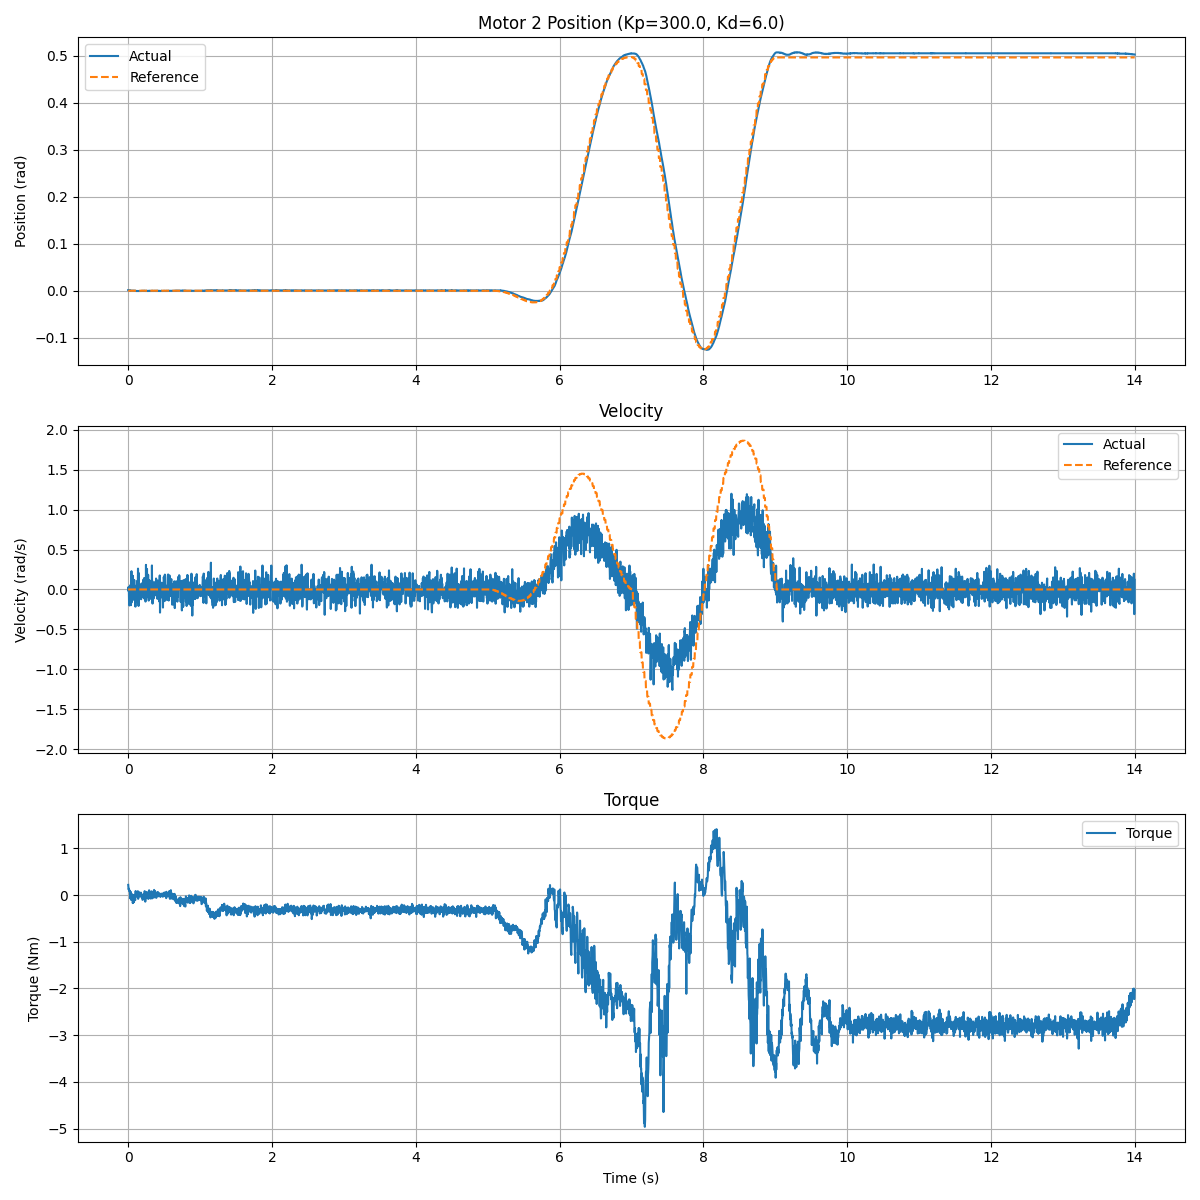 Motor 2 Position (Kp=300.0, Kd=6.0)
Actual
Reference
Position (rad)
0.5
0.4
0.3
0.2
0.1
0.0
−0.1
0 2 4 6 8 10 12 14
Velocity
Actual
Reference
Velocity (rad/s)
2.0
1.5
1.0
0.5
0.0
−0.5
−1.0
−1.5
−2.0
0 2 4 6 8 10 12 14
Torque
Torque
Torque (Nm)
1
0
−1
−2
−3
−4
−5
0 2 4 6 8 10 12 14
Time (s)